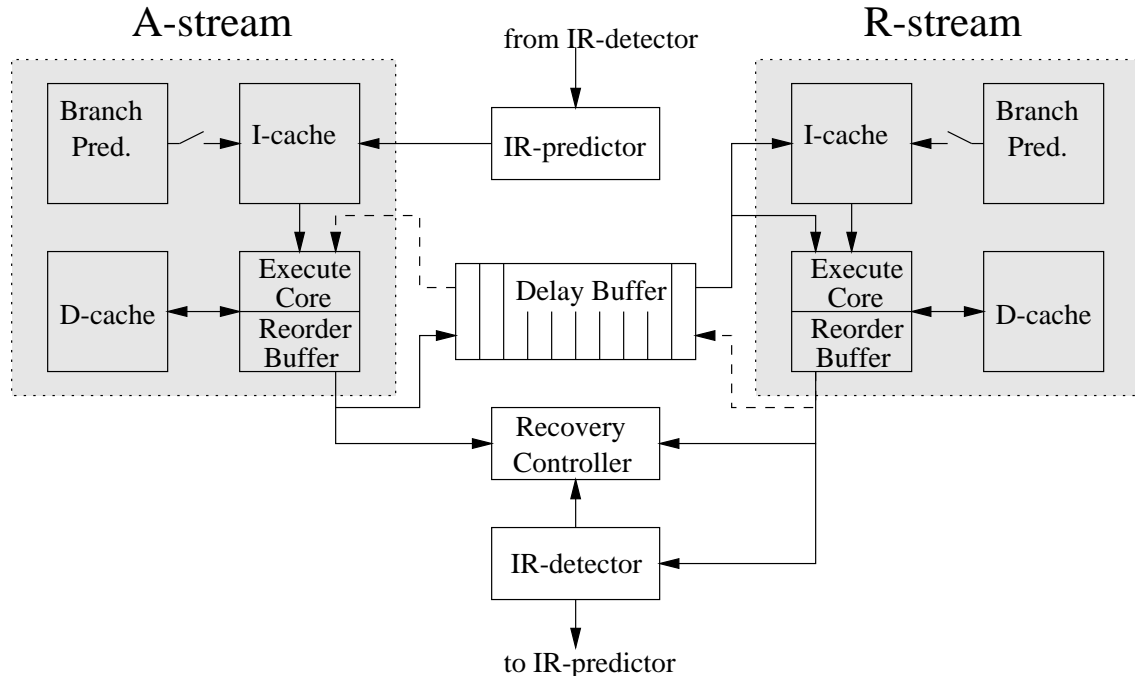 A-stream
from IR-detector
R-stream
Branch
Pred.
I-cache
IR-predictor
I-cache
Branch
Pred.
D-cache
Execute
Core
Reorder
Buffer
Delay Buffer
Execute
Core
Reorder
Buffer
D-cache
Recovery
Controller
IR-detector
to IR-predictor